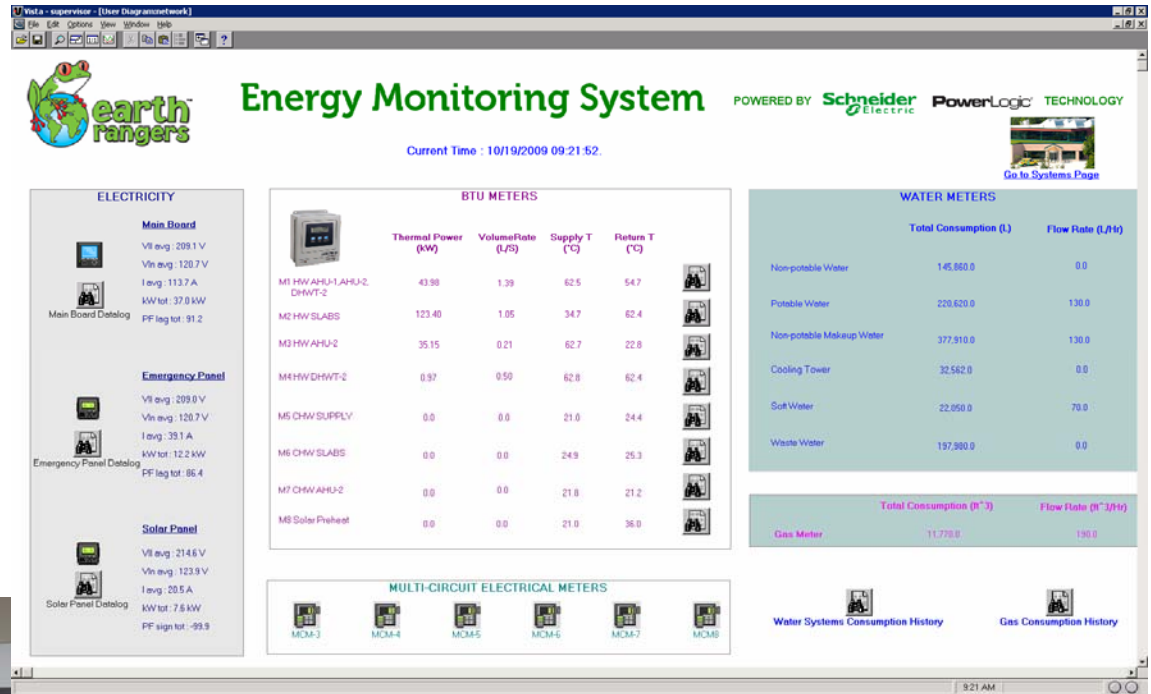 Vista - supervisor - [User Diagram:network]
File Edit Options View Window Help
earth
rangers
Energy Monitoring System
POWERED BY Schneider Electric PowerLogic TECHNOLOGY
Current Time : 10/19/2009 09:21:52.
Go to Systems Page
ELECTRICITY
Main Board
Vll avg : 209.1 V
Vln avg : 120.7 V
I avg : 113.7 A
kW tot : 37.0 kW
PF lag tot : 91.2
Main Board Datalog
Emergency Panel
Vll avg : 209.0 V
Vln avg : 120.7 V
I avg : 39.1 A
kW tot : 12.2 kW
PF lag tot : 86.4
Emergency Panel Datalog
Solar Panel
Vll avg : 214.6 V
Vln avg : 123.9 V
I avg : 20.5 A
kW tot : 7.6 kW
PF sign tot : -99.9
Solar Panel Datalog
BTU METERS
Thermal Power (kW) VolumeRate (L/S) Supply T (°C) Return T (°C)
M1 HW AHU-1,AHU-2, DHWT-2 43.98 1.39 62.5 54.7
M2 HW SLABS 123.40 1.05 34.7 62.4
M3 HW AHU-2 35.15 0.21 62.7 22.8
M4 HW DHWT-2 0.97 0.50 62.8 62.4
M5 CHW SUPPLY 0.0 0.0 21.0 24.4
M6 CHW SLABS 0.0 0.0 24.9 25.3
M7 CHW AHU-2 0.0 0.0 21.8 21.2
M8 Solar Preheat 0.0 0.0 21.0 36.0
MULTI-CIRCUIT ELECTRICAL METERS
MCM-3 MCM-4 MCM-5 MCM-6 MCM-7 MCM8
WATER METERS
Total Consumption (L) Flow Rate (L/Hr)
Non-potable Water 145,860.0 0.0
Potable Water 220,620.0 130.0
Non-potable Makeup Water 377,910.0 130.0
Cooling Tower 32,562.0 0.0
Soft Water 22,050.0 70.0
Waste Water 197,980.0 0.0
Total Consumption (ft^3) Flow Rate (ft^3/Hr)
Gas Meter 11,770.0 190.0
Water Systems Consumption History
Gas Consumption History
9:21 AM